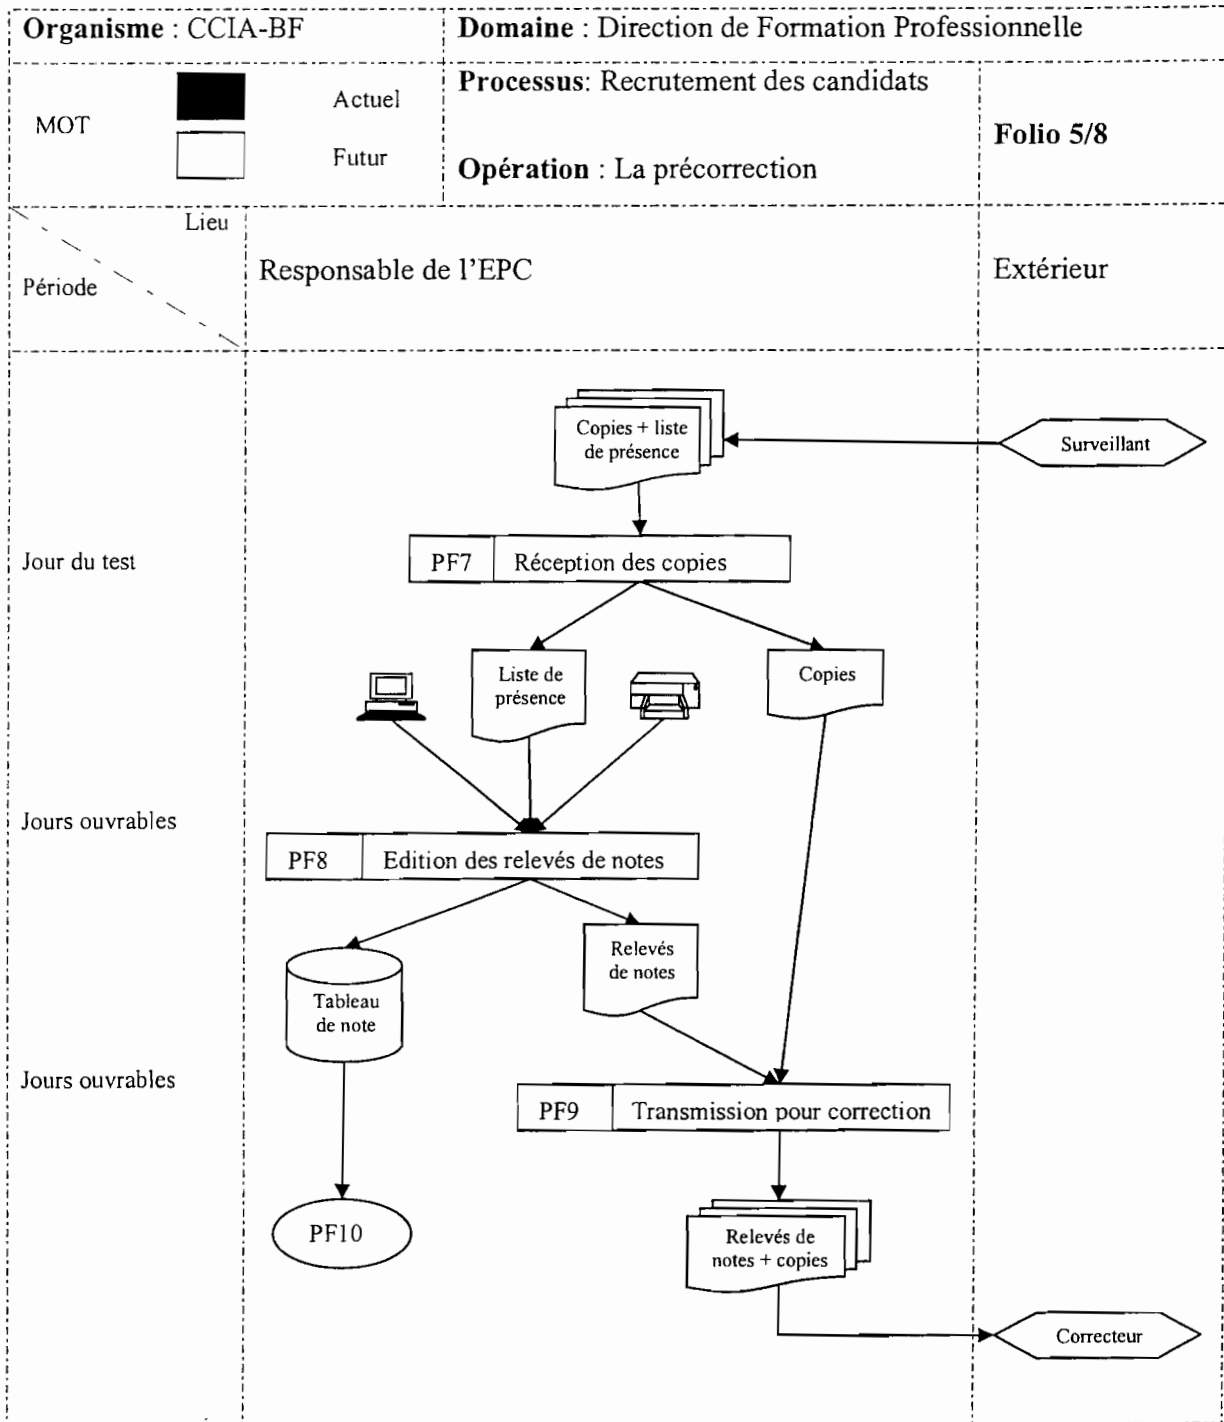 Organisme : CCIA-BF
Domaine : Direction de Formation Professionnelle
MOT
Actuel
Futur
Processus: Recrutement des candidats
Opération : La précorrection
Folio 5/8
Lieu
Période
Responsable de l'EPC
Extérieur
Copies + liste
de présence
Surveillant
Jour du test
PF7
Réception des copies
Liste de
présence
Copies
Jours ouvrables
PF8
Edition des relevés de notes
Relevés
de notes
Tableau
de note
Jours ouvrables
PF9
Transmission pour correction
PF10
Relevés de
notes + copies
Correcteur